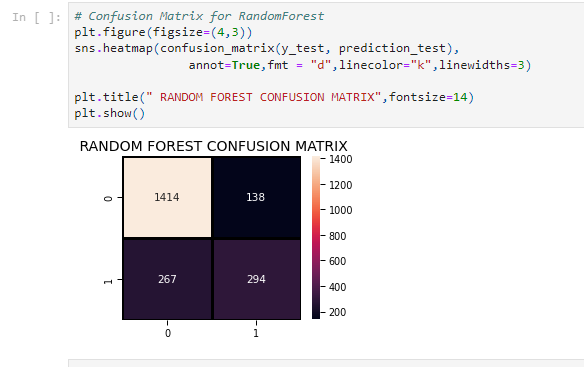 In [ ]:
# Confusion Matrix for RandomForest
plt.figure(figsize=(4,3))
sns.heatmap(confusion_matrix(y_test, prediction_test),
annot=True,fmt = "d",linecolor="k",linewidths=3)
plt.title(" RANDOM FOREST CONFUSION MATRIX",fontsize=14)
plt.show()
RANDOM FOREST CONFUSION MATRIX
0
1414
138
1
267
294
0
1
1400
1200
1000
800
600
400
200